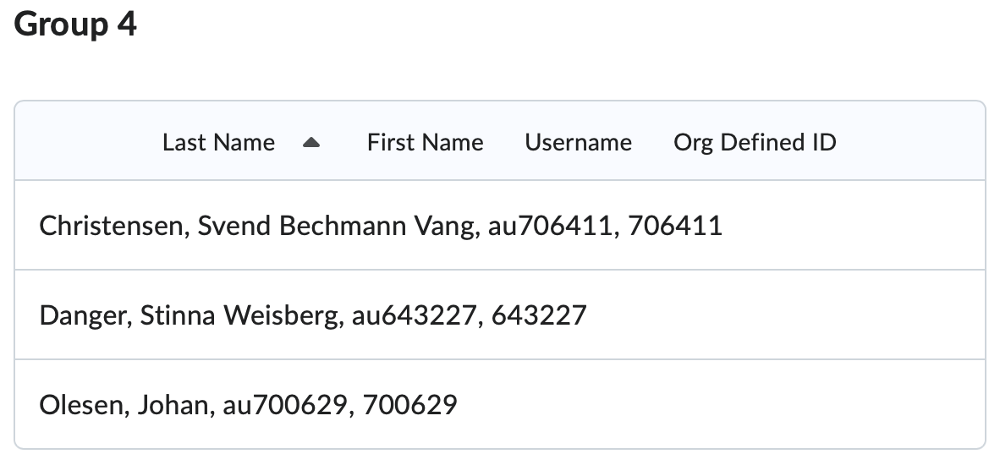 Group 4
Last Name First Name Username Org Defined ID
Christensen, Svend Bechmann Vang, au706411, 706411
Danger, Stinna Weisberg, au643227, 643227
Olesen, Johan, au700629, 700629